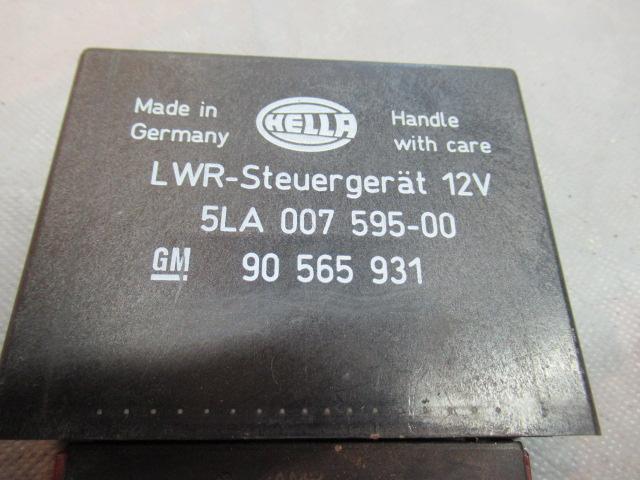 Made in
Germany
HELLA
Handle
with care
LWR-Steuergerät 12V
5LA 007 595-00
GM 90 565 931